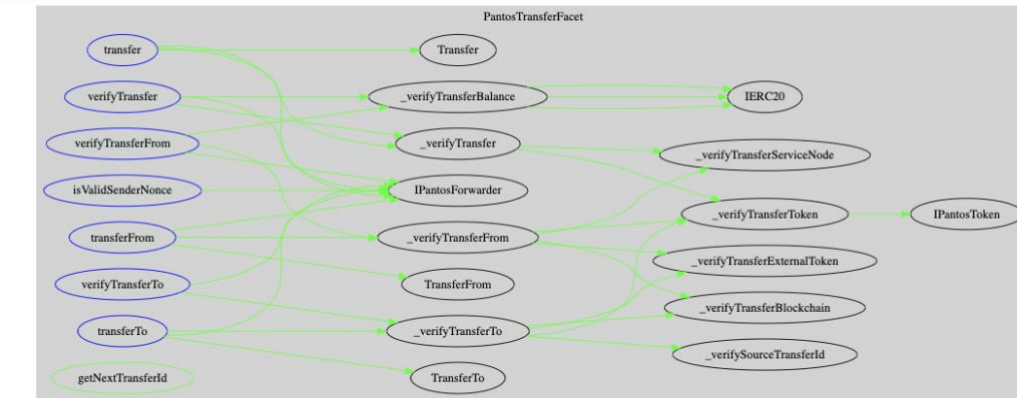 PantosTransferFacet
transfer
Transfer
verifyTransfer
_verifyTransferBalance
IERC20
verifyTransferFrom
_verifyTransfer
_verifyTransferServiceNode
isValidSenderNonce
IPantosForwarder
_verifyTransferToken
IPantosToken
transferFrom
_verifyTransferFrom
_verifyTransferExternalToken
verifyTransferTo
TransferFrom
_verifyTransferBlockchain
transferTo
_verifyTransferTo
_verifySourceTransferId
getNextTransferId
TransferTo